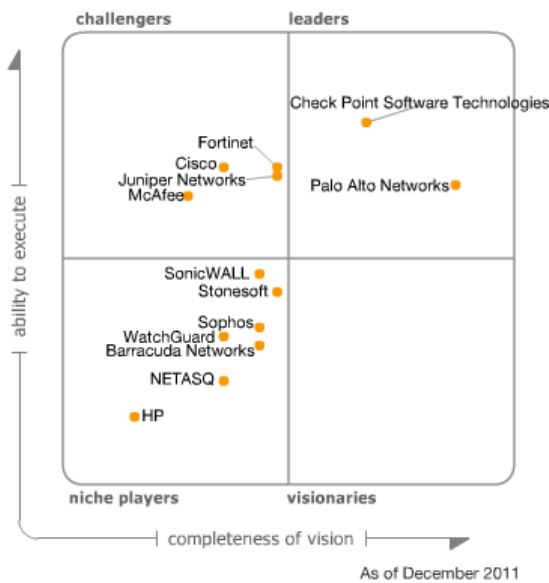 challengers
leaders
Check Point Software Technologies
Fortinet
Cisco
Juniper Networks
McAfee
Palo Alto Networks
SonicWALL
Stonesoft
Sophos
WatchGuard
Barracuda Networks
NETASQ
HP
niche players
visionaries
ability to execute
completeness of vision
As of December 2011